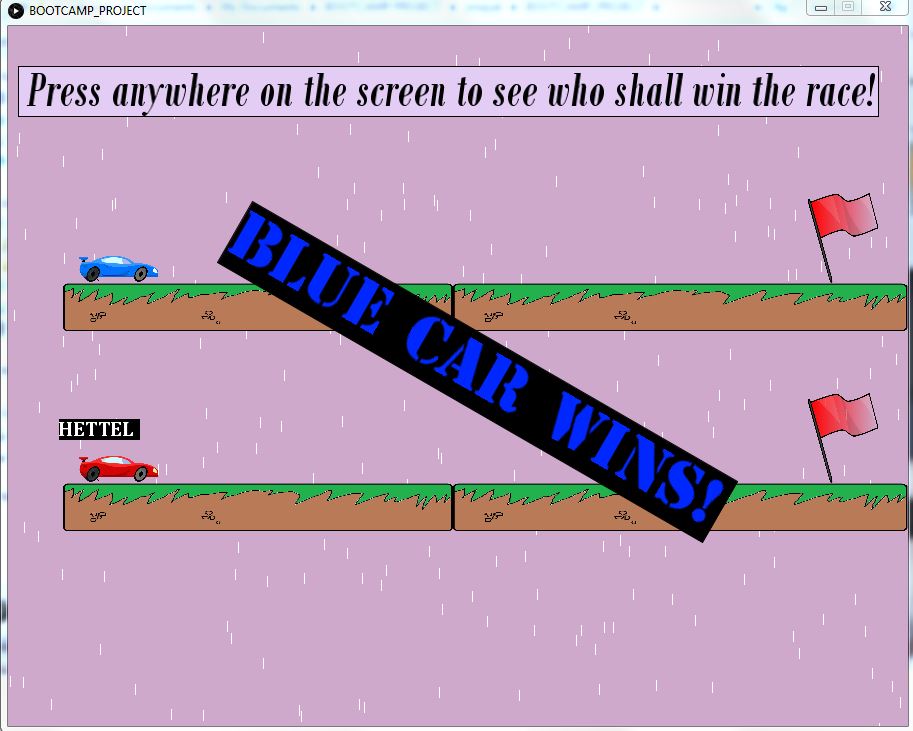 BOOTCAMP_PROJECT
Press anywhere on the screen to see who shall win the race!
BLUE CAR WINS!
HETTEL